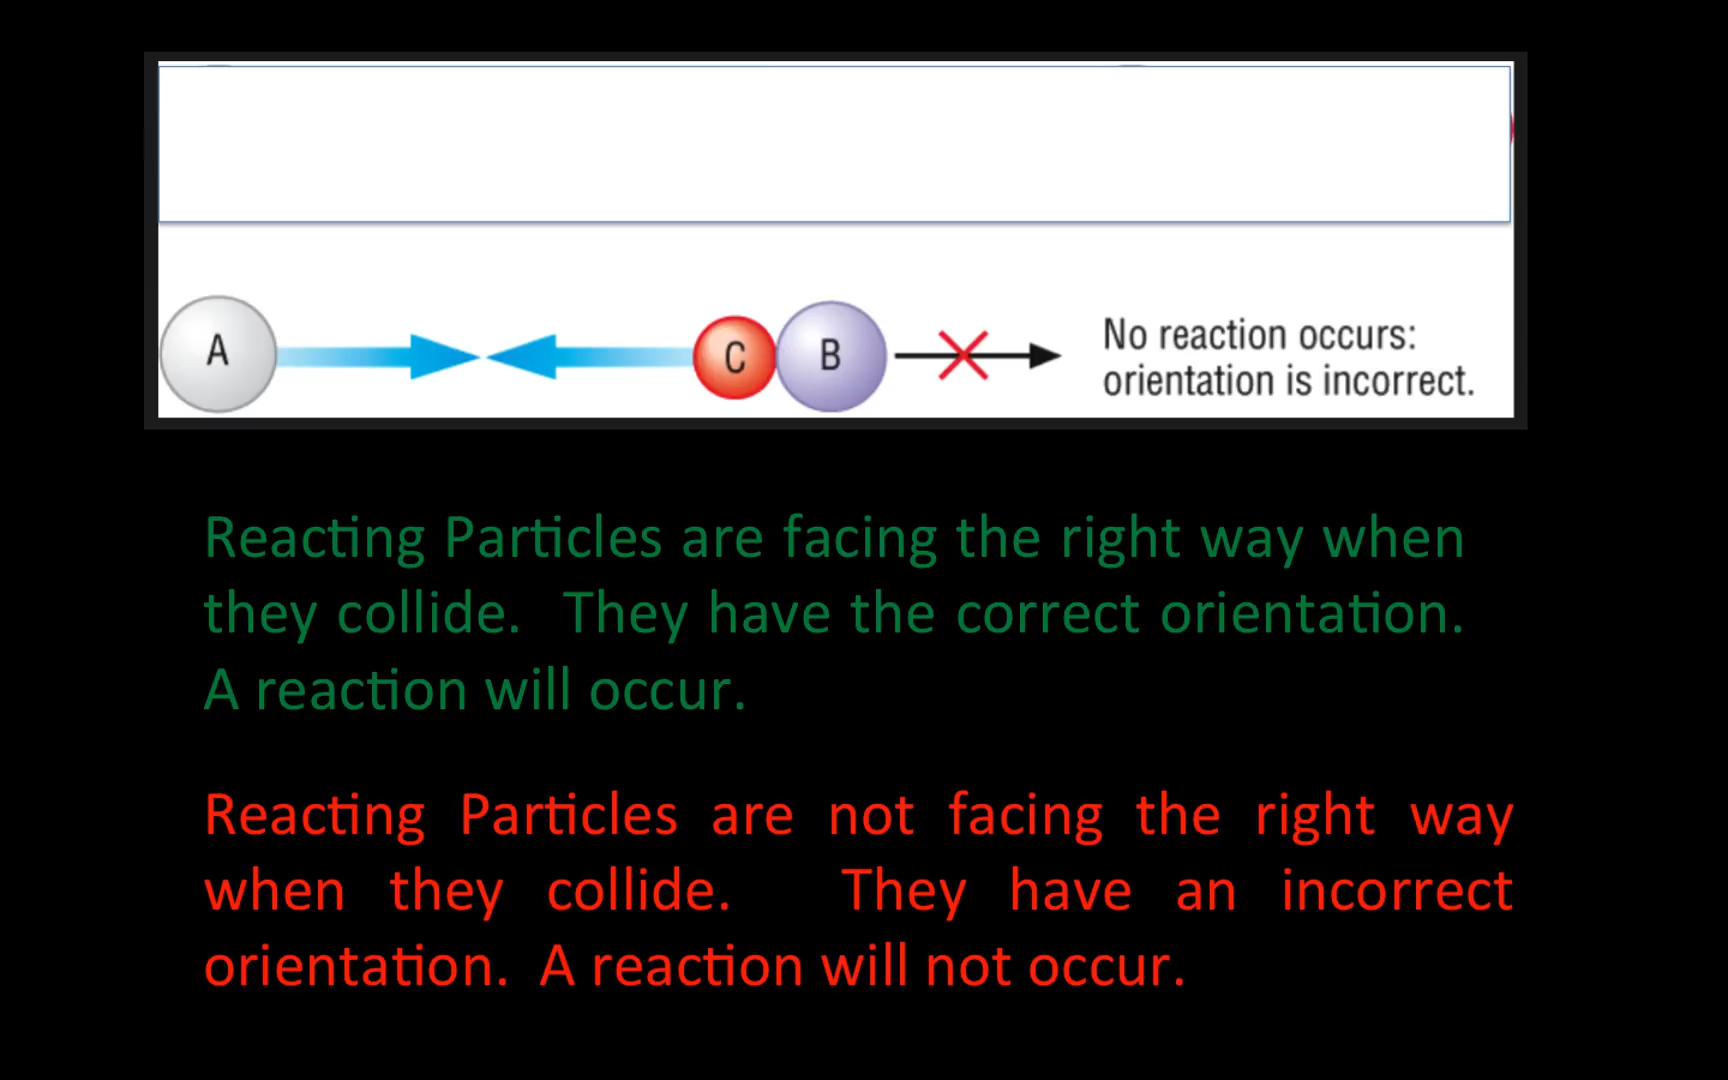 A
C
B
No reaction occurs:
orientation is incorrect.
Reacting Particles are facing the right way when
they collide. They have the correct orientation.
A reaction will occur.
Reacting Particles are not facing the right way
when they collide. They have an incorrect
orientation. A reaction will not occur.